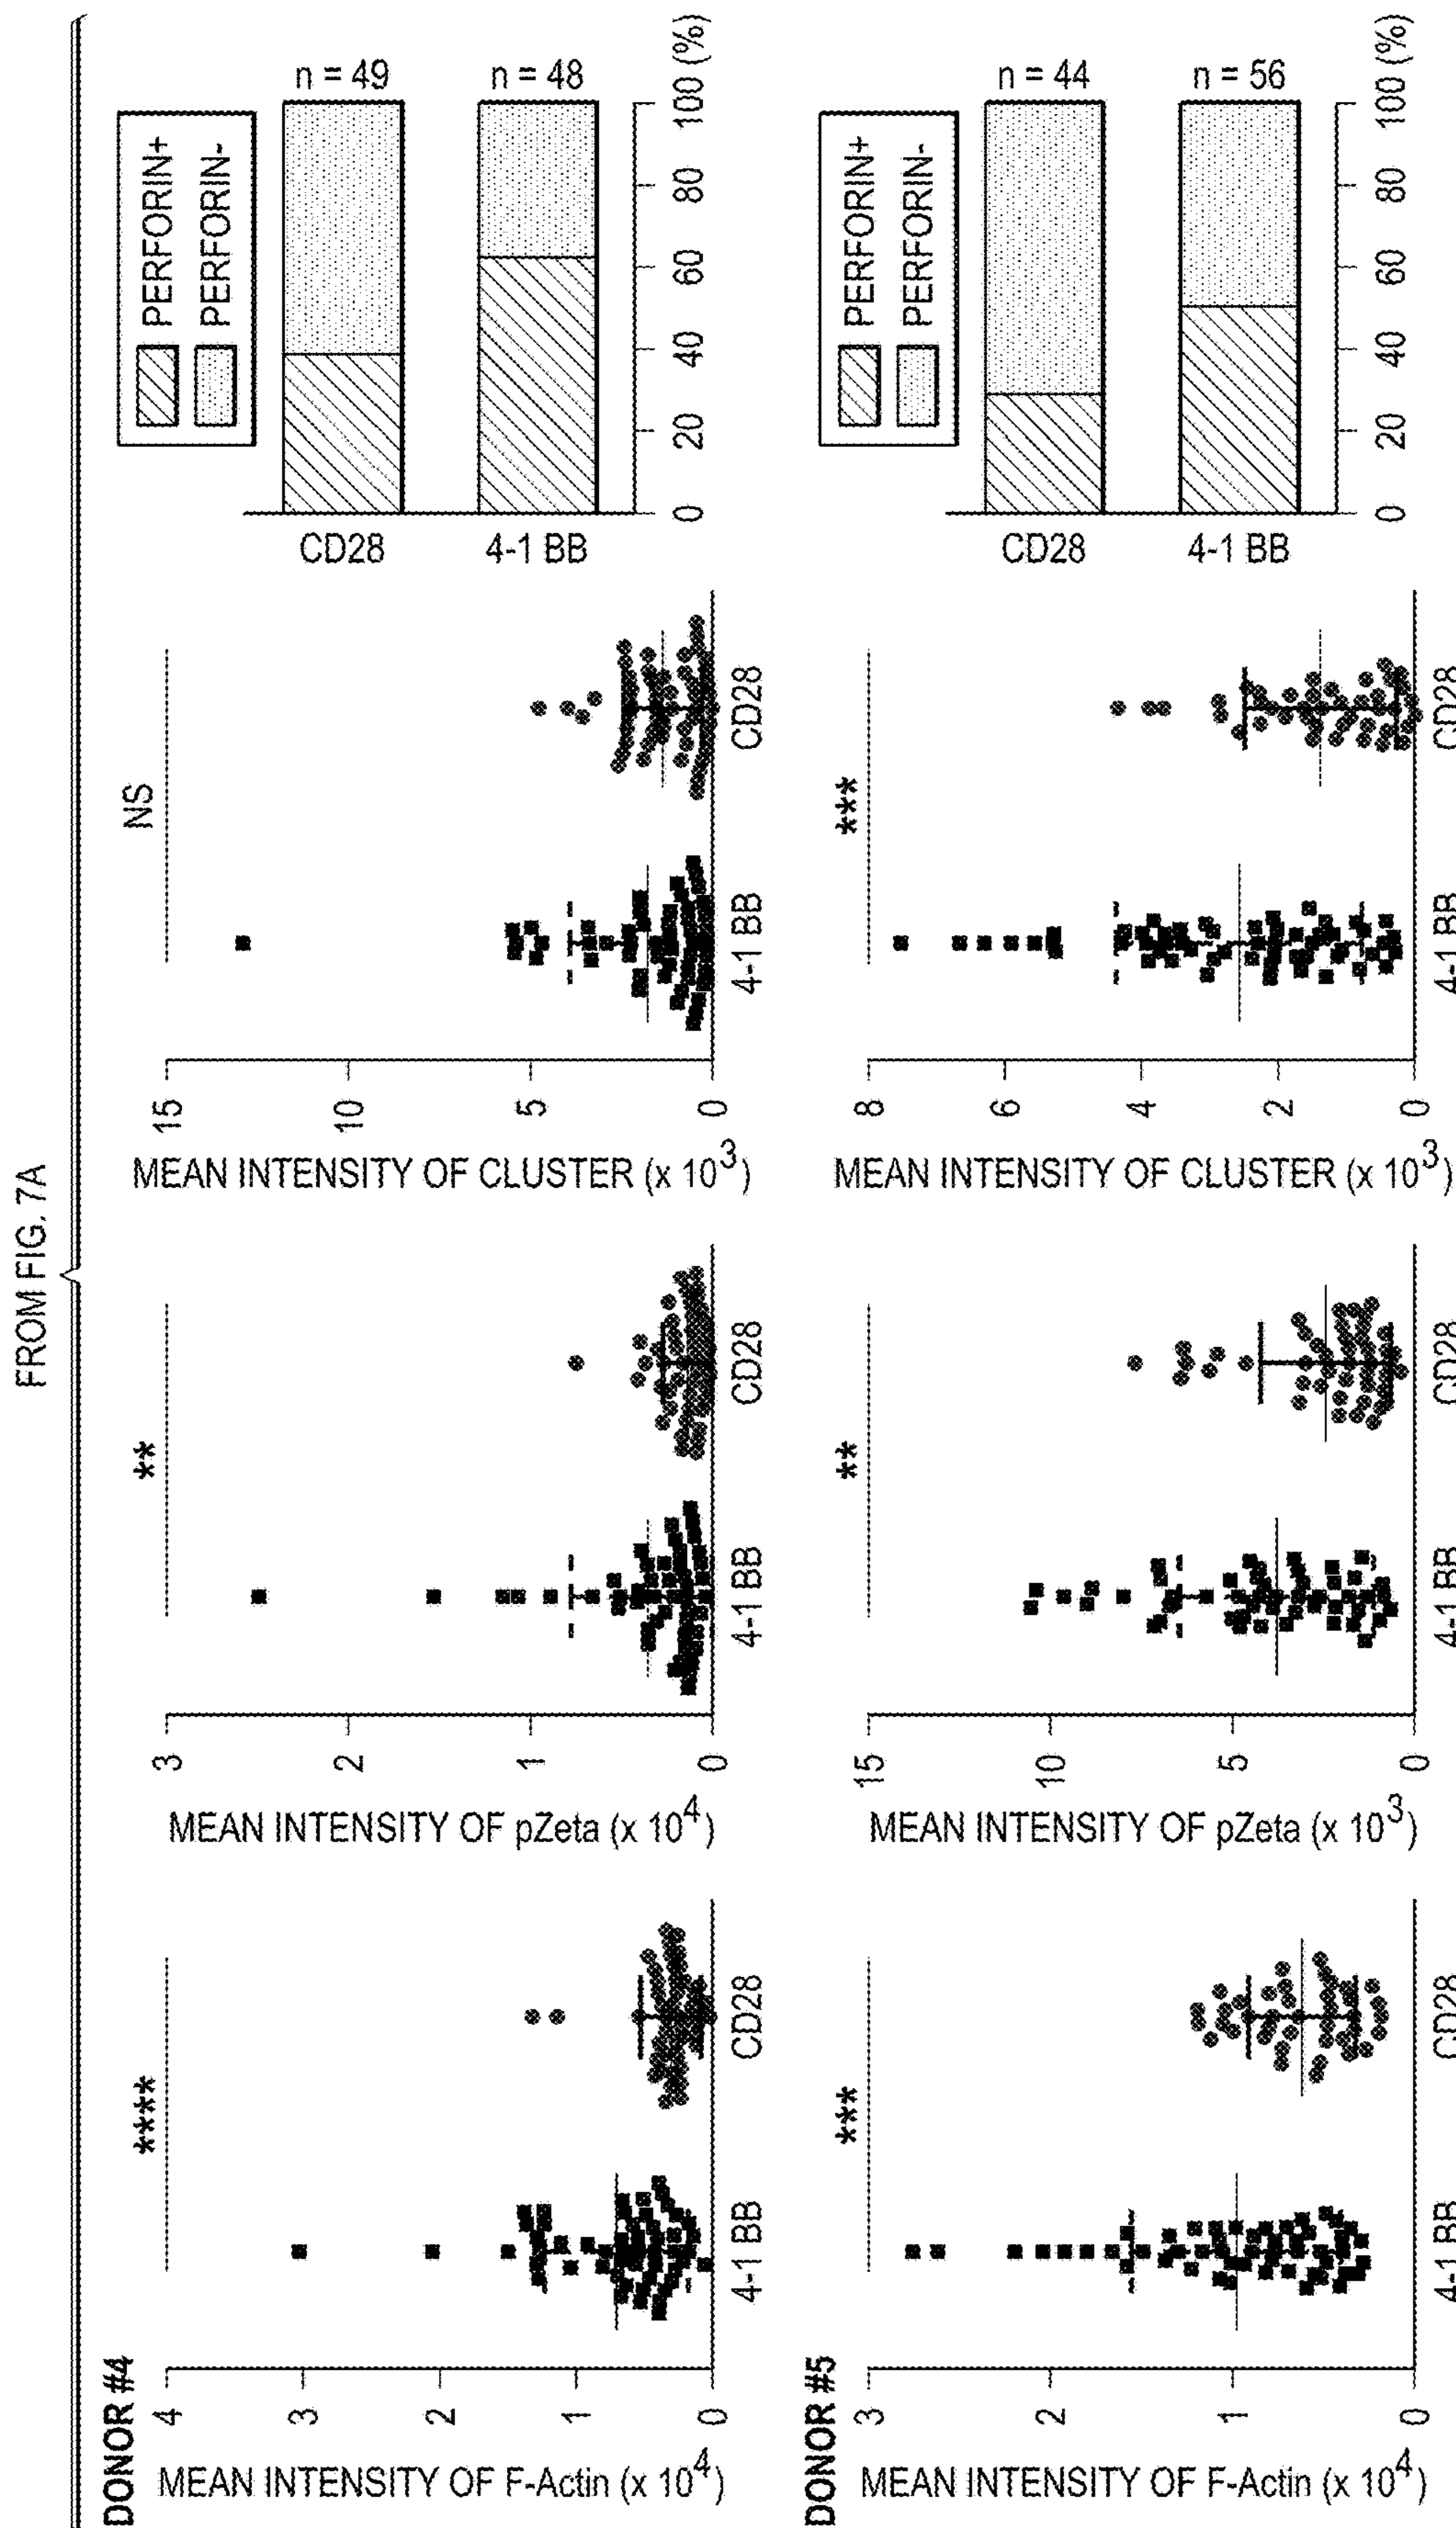 FROM FIG. 7A
DONOR #4
MEAN INTENSITY OF F-Actin (x 10^4)
4
3
2
1
0
****
4-1 BB
CD28
MEAN INTENSITY OF pZeta (x 10^4)
3
2
1
0
**
4-1 BB
CD28
MEAN INTENSITY OF CLUSTER (x 10^3)
15
10
5
0
NS
4-1 BB
CD28
PERFORIN+
PERFORIN-
CD28
n = 49
4-1 BB
n = 48
0 20 40 60 80 100 (%)
DONOR #5
MEAN INTENSITY OF F-Actin (x 10^4)
3
2
1
0
***
4-1 BB
CD28
MEAN INTENSITY OF pZeta (x 10^3)
15
10
5
0
**
4-1 BB
CD28
MEAN INTENSITY OF CLUSTER (x 10^3)
8
6
4
2
0
***
4-1 BB
CD28
PERFORIN+
PERFORIN-
CD28
n = 44
4-1 BB
n = 56
0 20 40 60 80 100 (%)